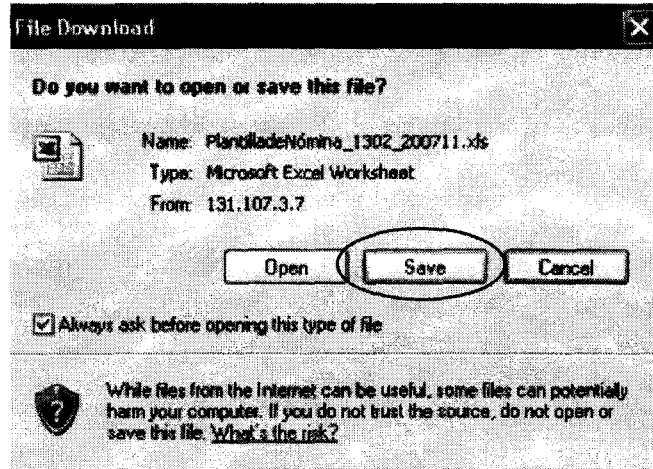 File Download
Do you want to open or save this file?
Name: PlantilladeNómina_1302_200711.xls
Type: Microsoft Excel Worksheet
From: 131.107.3.7
Open Save Cancel
Always ask before opening this type of file
While files from the Internet can be useful, some files can potentially
harm your computer. If you do not trust the source, do not open or
save this file. What's the risk?